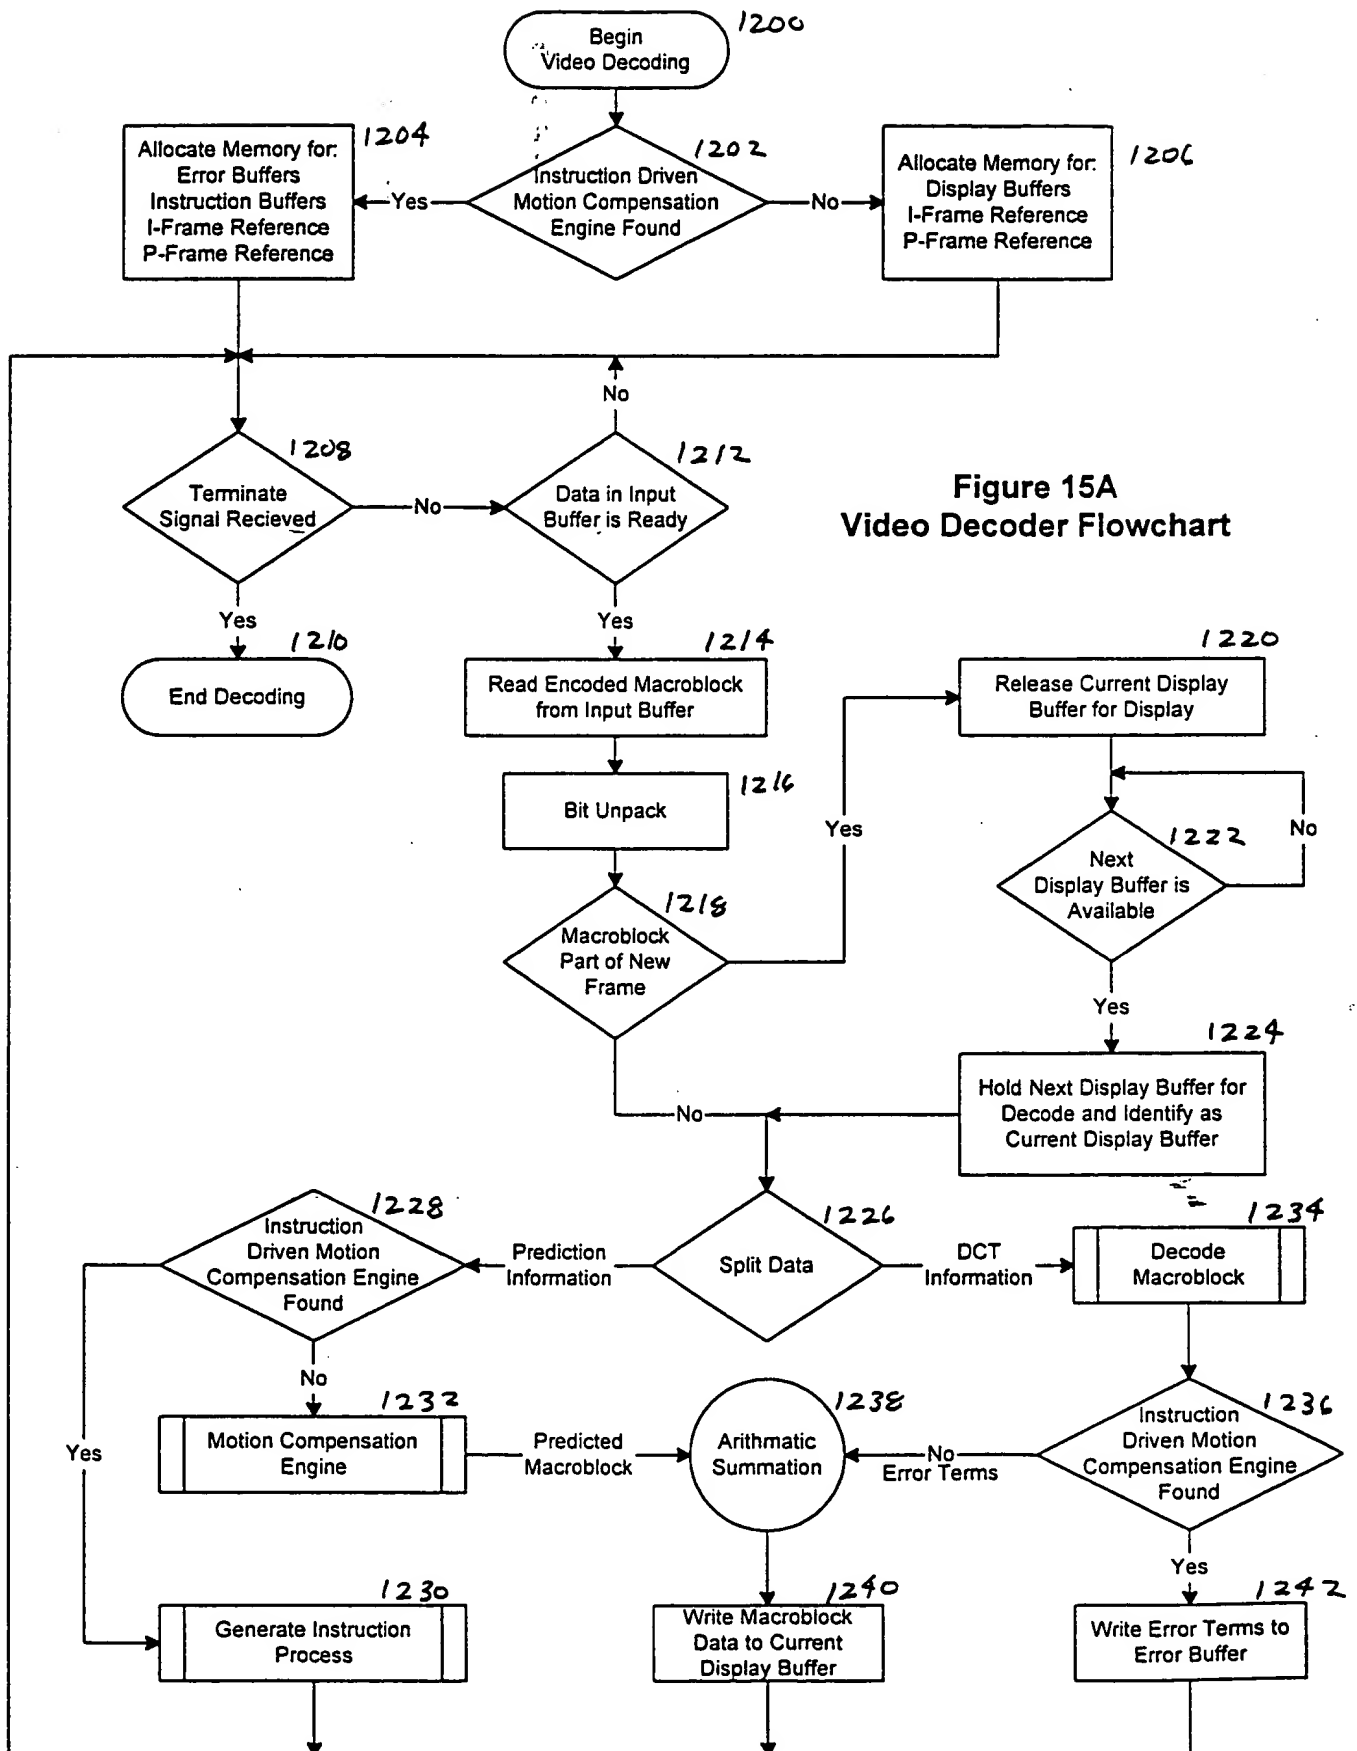 1200
Begin
Video Decoding
1204
Allocate Memory for:
Error Buffers
Instruction Buffers
I-Frame Reference
P-Frame Reference
Yes
1202
Instruction Driven
Motion Compensation
Engine Found
No
1206
Allocate Memory for:
Display Buffers
I-Frame Reference
P-Frame Reference
No
1208
Terminate
Signal Recieved
No
1212
Data in Input
Buffer is Ready
Figure 15A
Video Decoder Flowchart
Yes
Yes
1210
End Decoding
1214
Read Encoded Macroblock
from Input Buffer
1220
Release Current Display
Buffer for Display
1216
Bit Unpack
Yes
1222
Next
Display Buffer is
Available
No
1218
Macroblock
Part of New
Frame
Yes
1224
Hold Next Display Buffer for
Decode and Identify as
Current Display Buffer
No
1228
Instruction
Driven Motion
Compensation Engine
Found
Prediction
Information
1226
Split Data
DCT
Information
1234
Decode
Macroblock
No
1232
Motion Compensation
Engine
Predicted
Macroblock
1238
Arithmatic
Summation
No
Error Terms
1236
Instruction
Driven Motion
Compensation Engine
Found
Yes
Yes
1230
Generate Instruction
Process
1240
Write Macroblock
Data to Current
Display Buffer
1242
Write Error Terms to
Error Buffer